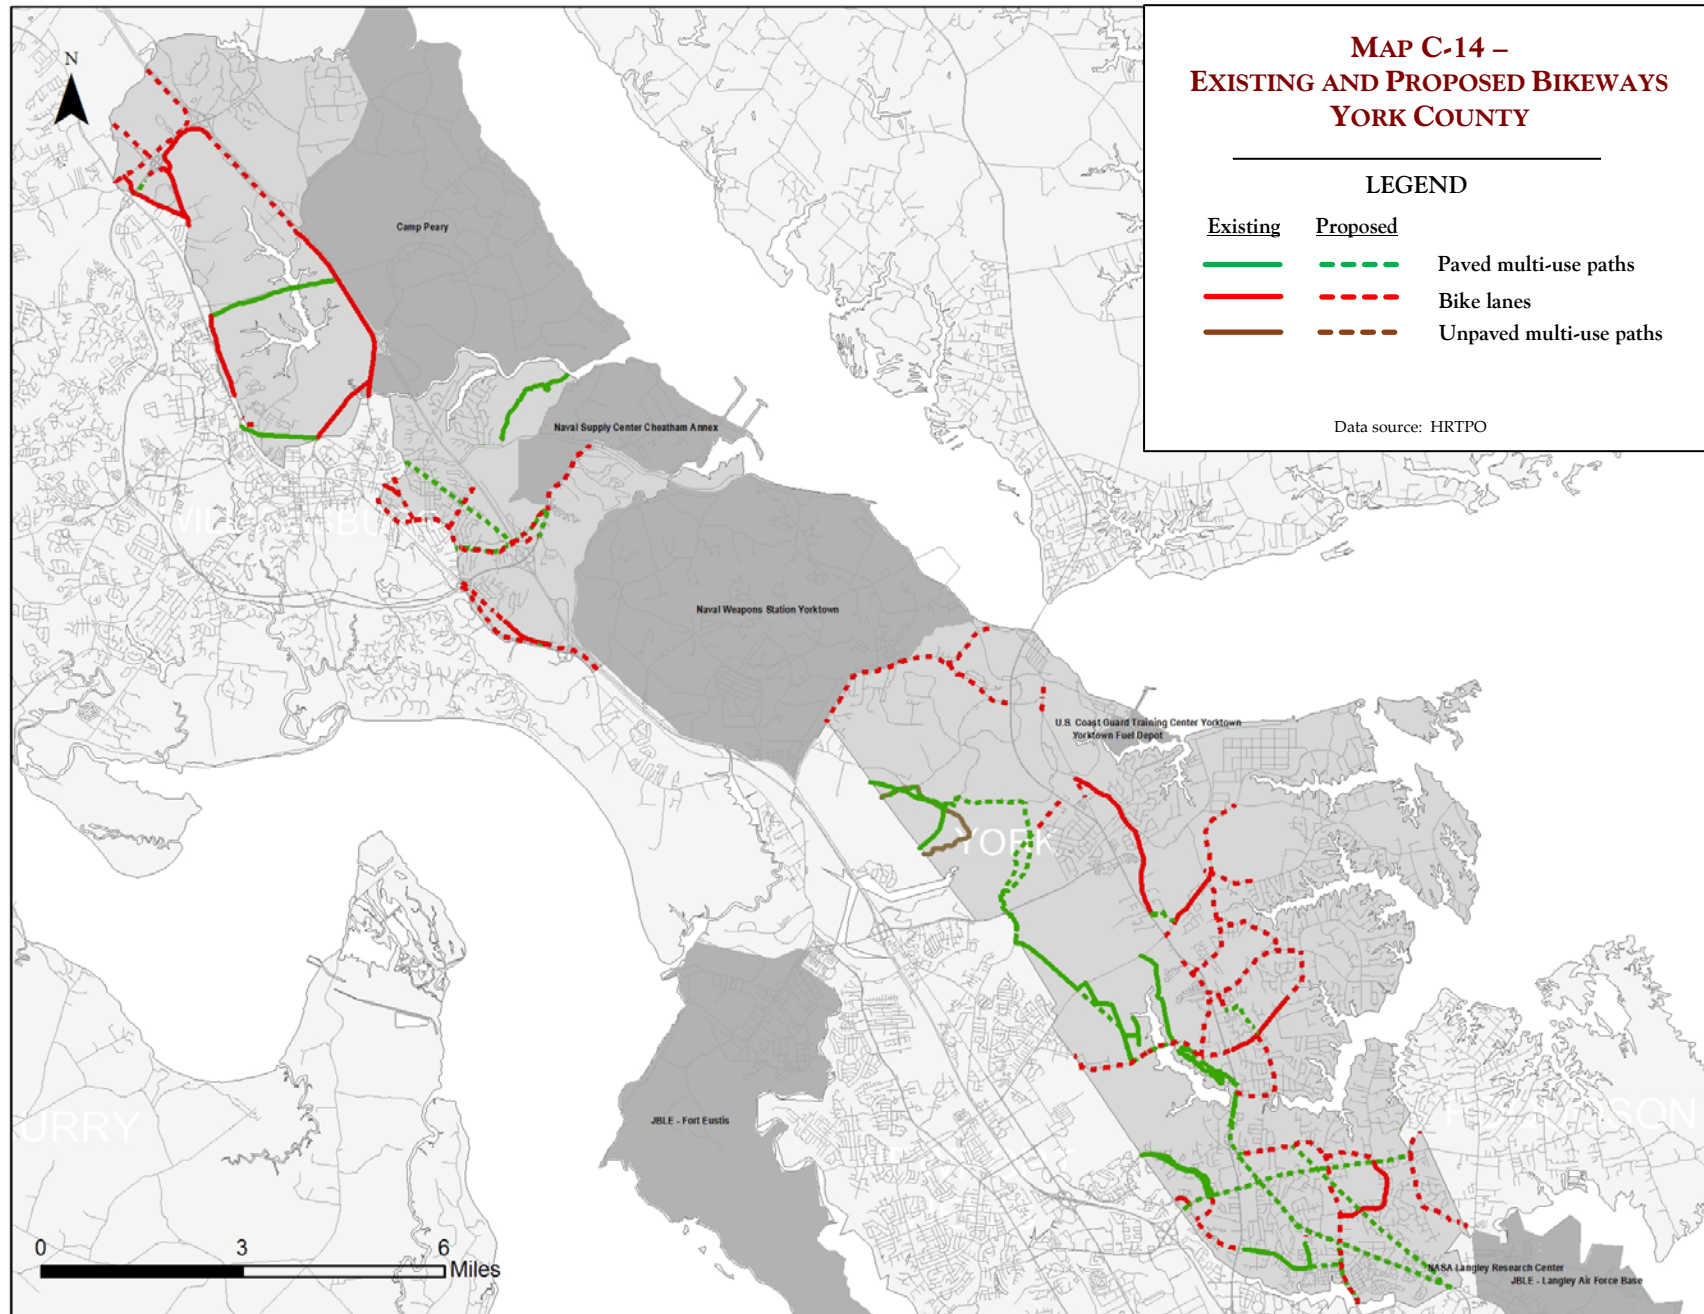 MAP C-14 –
EXISTING AND PROPOSED BIKEWAYS
YORK COUNTY
LEGEND
Existing Proposed
Paved multi-use paths
Bike lanes
Unpaved multi-use paths
Data source: HRTPO
N
Camp Peary
Naval Supply Center Cheatham Annex
Naval Weapons Station Yorktown
U.S. Coast Guard Training Center Yorktown
Yorktown Fuel Depot
YORK
URRY
JBLE - Fort Eustis
NASA Langley Research Center
JBLE - Langley Air Force Base
0 3 6
Miles